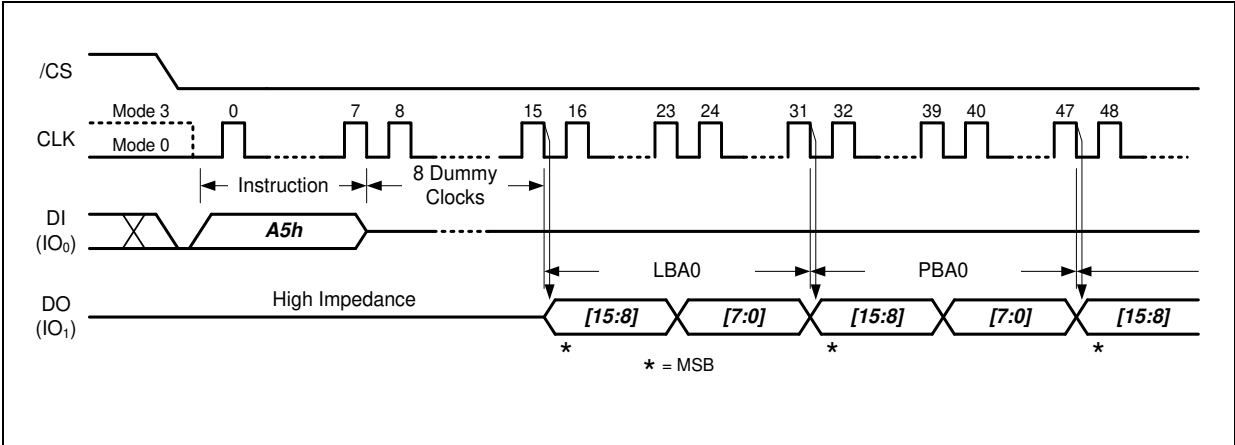 /CS
Mode 3 0 7 8 15 16 23 24 31 32 39 40 47 48
CLK
Mode 0
Instruction
8 Dummy
Clocks
DI
(IO₀)
A5h
LBA0 PBA0
DO
(IO₁)
High Impedance
[15:8] [7:0] [15:8] [7:0] [15:8]
* * *
* = MSB